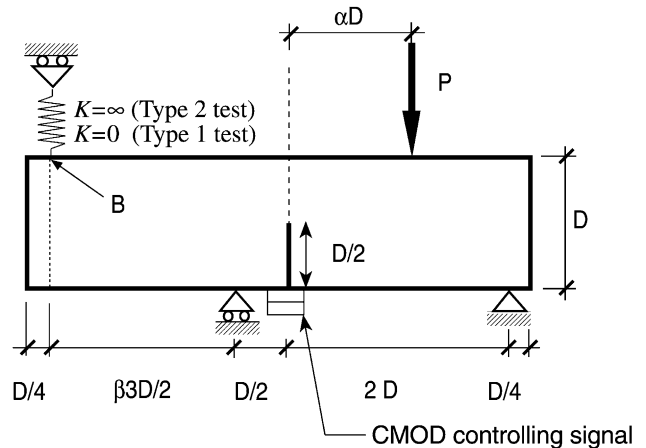 αD
P
K=∞ (Type 2 test)
K=0 (Type 1 test)
B
D
D/2
D/4 β3D/2 D/2 2 D D/4
CMOD controlling signal